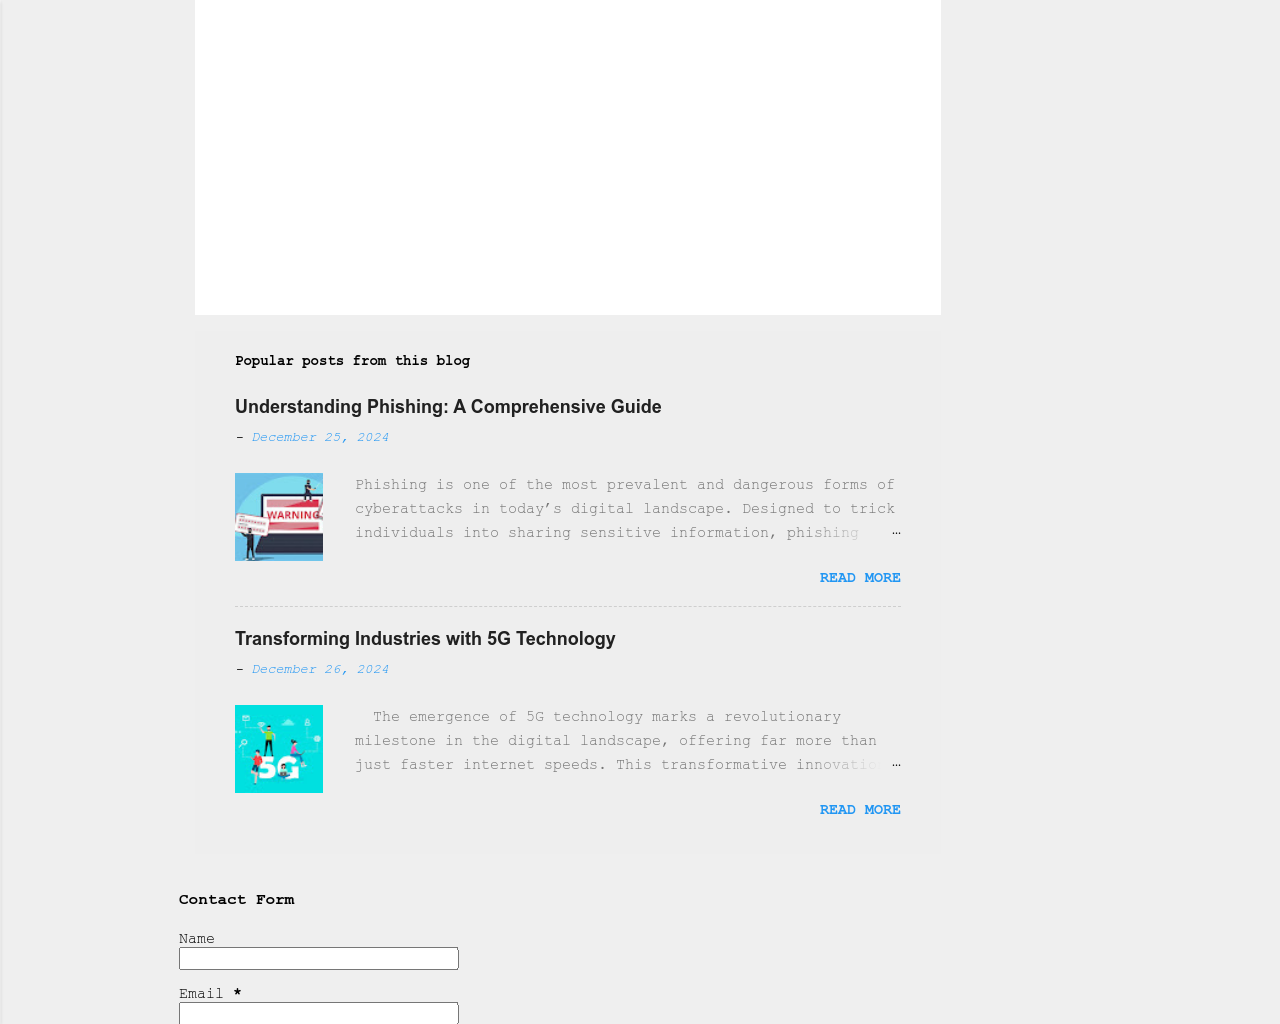 Popular posts from this blog
Understanding Phishing: A Comprehensive Guide
- December 25, 2024
WARNING
Phishing is one of the most prevalent and dangerous forms of
cyberattacks in today’s digital landscape. Designed to trick
individuals into sharing sensitive information, phishing …
READ MORE
Transforming Industries with 5G Technology
- December 26, 2024
5G
The emergence of 5G technology marks a revolutionary
milestone in the digital landscape, offering far more than
just faster internet speeds. This transformative innovation …
READ MORE
Contact Form
Name
Email *